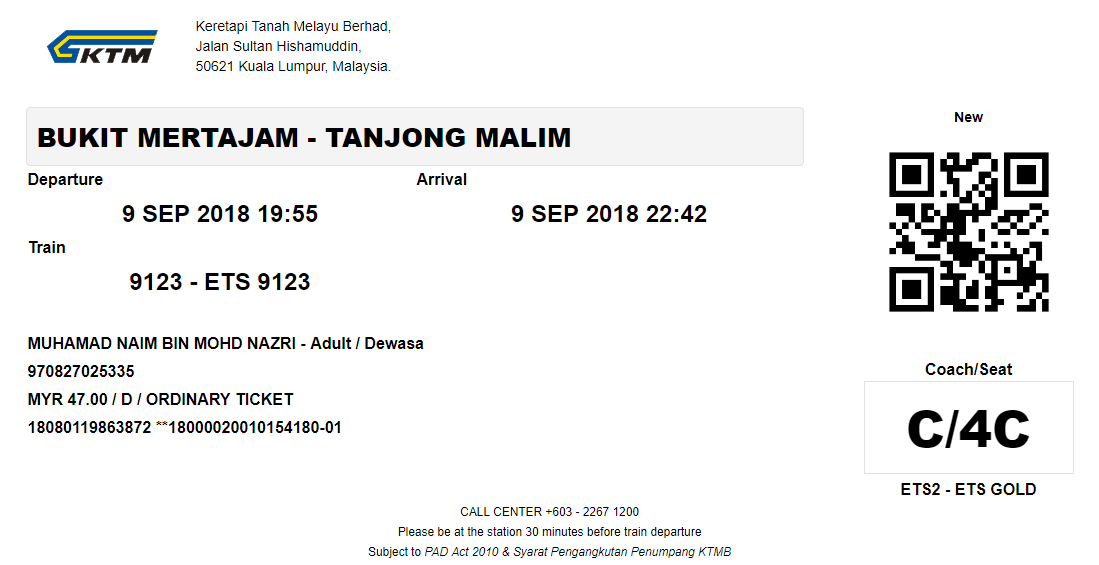 KTM
Keretapi Tanah Melayu Berhad,
Jalan Sultan Hishamuddin,
50621 Kuala Lumpur, Malaysia.
BUKIT MERTAJAM - TANJONG MALIM
Departure
9 SEP 2018 19:55
Arrival
9 SEP 2018 22:42
Train
9123 - ETS 9123
MUHAMAD NAIM BIN MOHD NAZRI - Adult / Dewasa
970827025335
MYR 47.00 / D / ORDINARY TICKET
18080119863872 **18000020010154180-01
New
Coach/Seat
C/4C
ETS2 - ETS GOLD
CALL CENTER +603 - 2267 1200
Please be at the station 30 minutes before train departure
Subject to PAD Act 2010 & Syarat Pengangkutan Penumpang KTMB